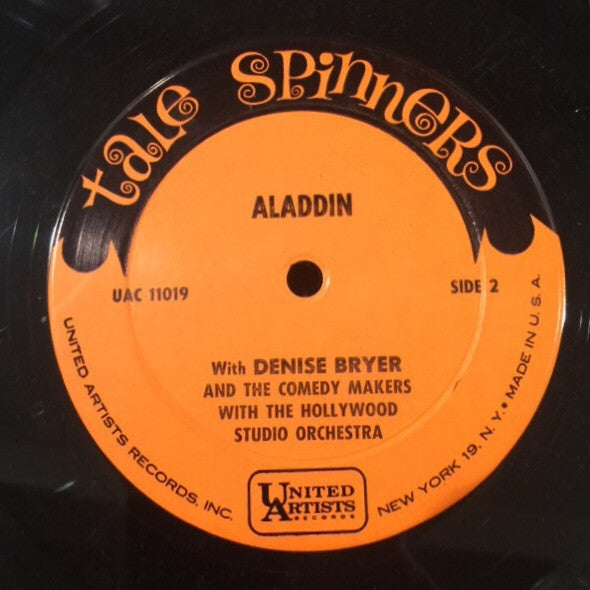 tale SPinneRS
ALADDIN
UAC 11019
SIDE 2
With DENISE BRYER
AND THE COMEDY MAKERS
WITH THE HOLLYWOOD
STUDIO ORCHESTRA
UNITED ARTISTS RECORDS, INC.
UNITED
ARTISTS
RECORDS
NEW YORK 19, N. Y. • MADE IN U. S. A.